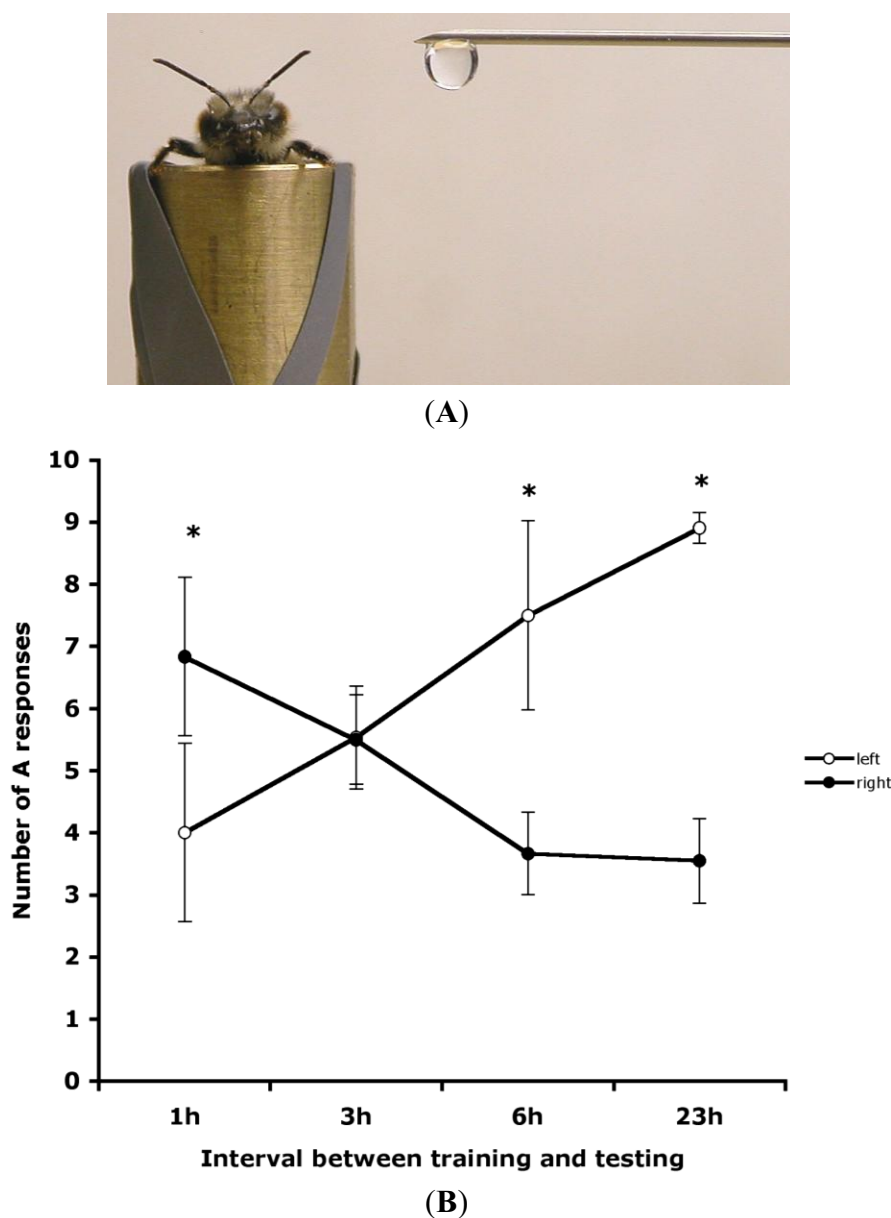 (A)
10
9
8
7
6
5
4
3
2
1
0
*
*
*
Number of A responses
left
right
1h 3h 6h 23h
Interval between training and testing
(B)